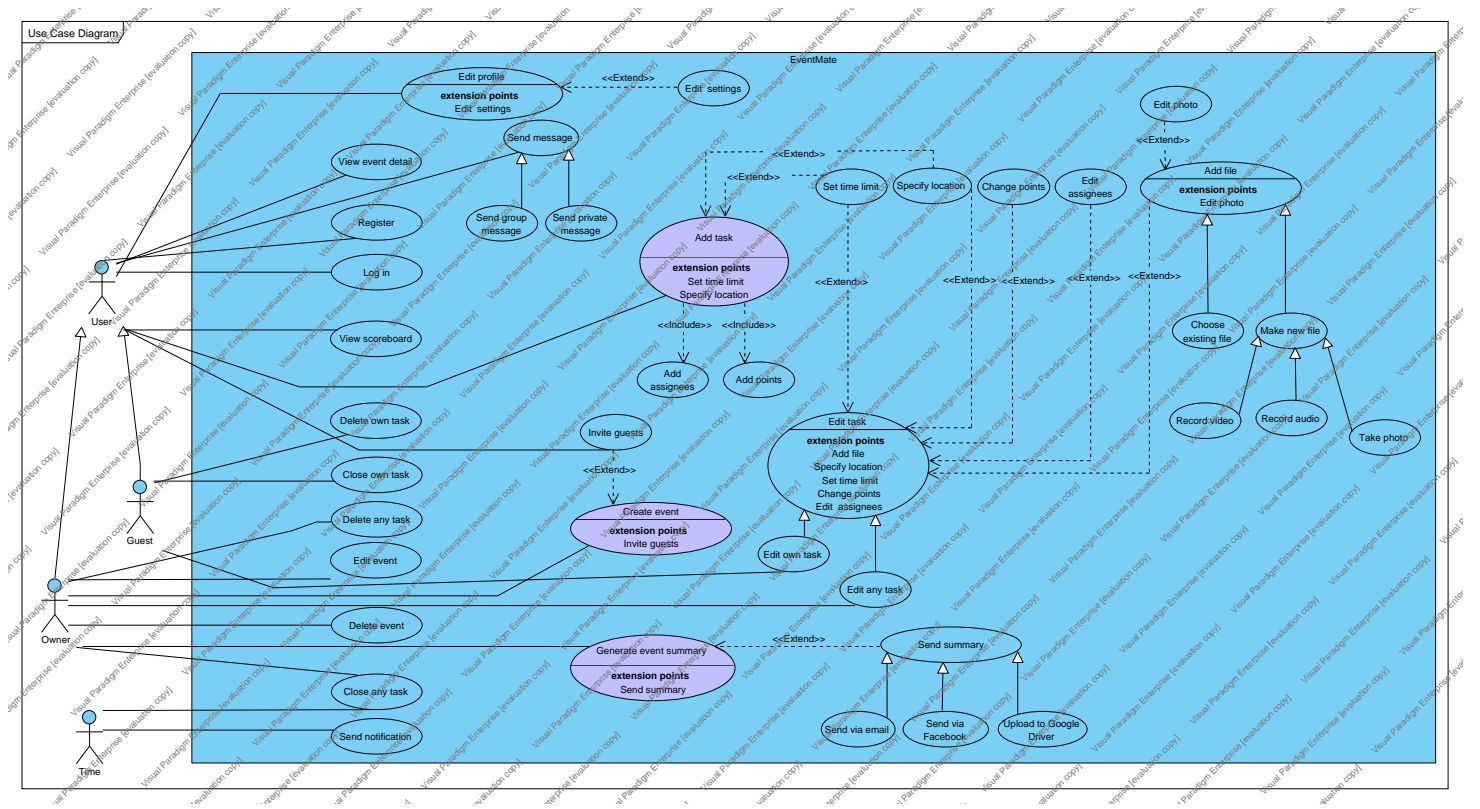 Use Case Diagram
EventMate
Edit profile
extension points
Edit settings
<<Extend>>
Edit settings
Edit photo
Send message
<<Extend>>
View event detail
<<Extend>>
<<Extend>>
Set time limit
Specify location
Change points
Edit
assignees
Add file
extension points
Edit photo
Register
Send group
message
Send private
message
Add task
extension points
Set time limit
Specify location
Log in
<<Extend>>
<<Extend>>
<<Extend>>
<<Extend>>
<<Extend>>
User
<<Include>>
<<Include>>
View scoreboard
Choose
existing file
Make new file
Add
assignees
Add points
Delete own task
Invite guests
Edit task
extension points
Add file
Specify location
Set time limit
Change points
Edit assignees
Record video
Record audio
Take photo
Close own task
<<Extend>>
Guest
Delete any task
Create event
extension points
Invite guests
Edit event
Edit own task
Edit any task
Owner
Delete event
Generate event summary
extension points
Send summary
<<Extend>>
Send summary
Close any task
Send notification
Send via email
Send via
Facebook
Upload to Google
Driver
Time
Visual Paradigm Enterprise [evaluation copy]